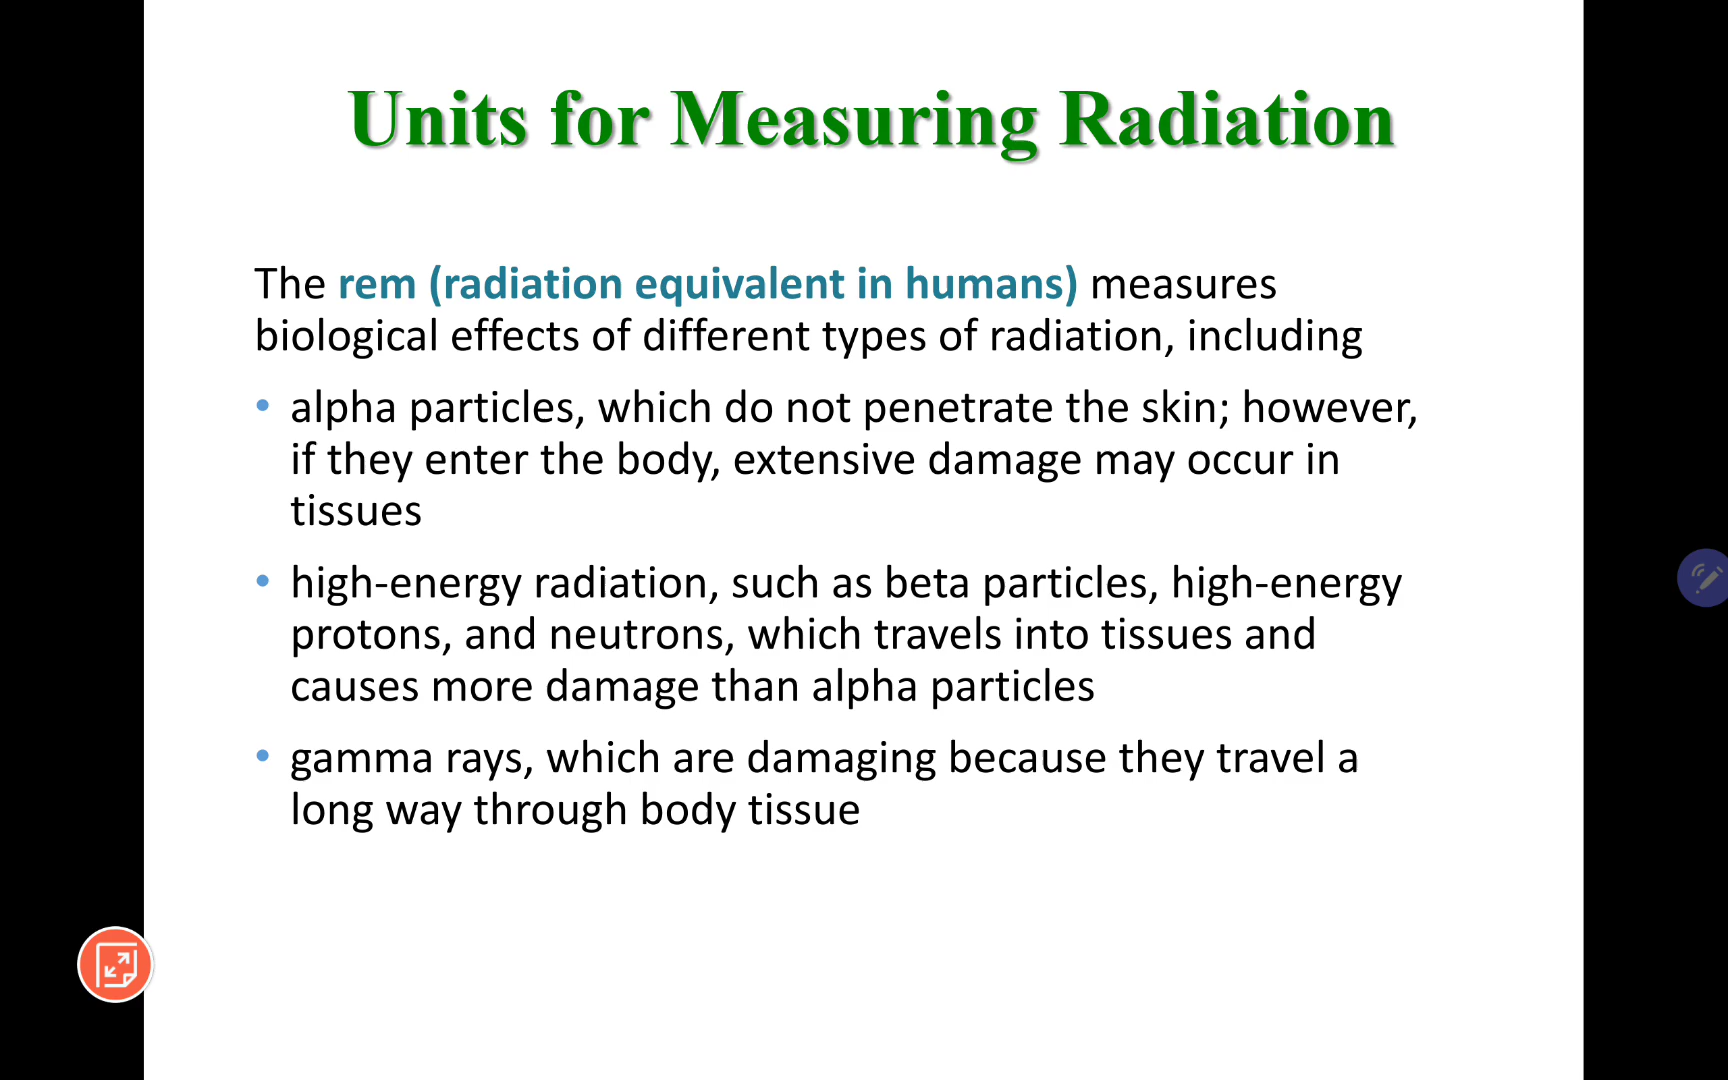 Units for Measuring Radiation
The rem (radiation equivalent in humans) measures
biological effects of different types of radiation, including
• alpha particles, which do not penetrate the skin; however,
if they enter the body, extensive damage may occur in
tissues
• high-energy radiation, such as beta particles, high-energy
protons, and neutrons, which travels into tissues and
causes more damage than alpha particles
• gamma rays, which are damaging because they travel a
long way through body tissue